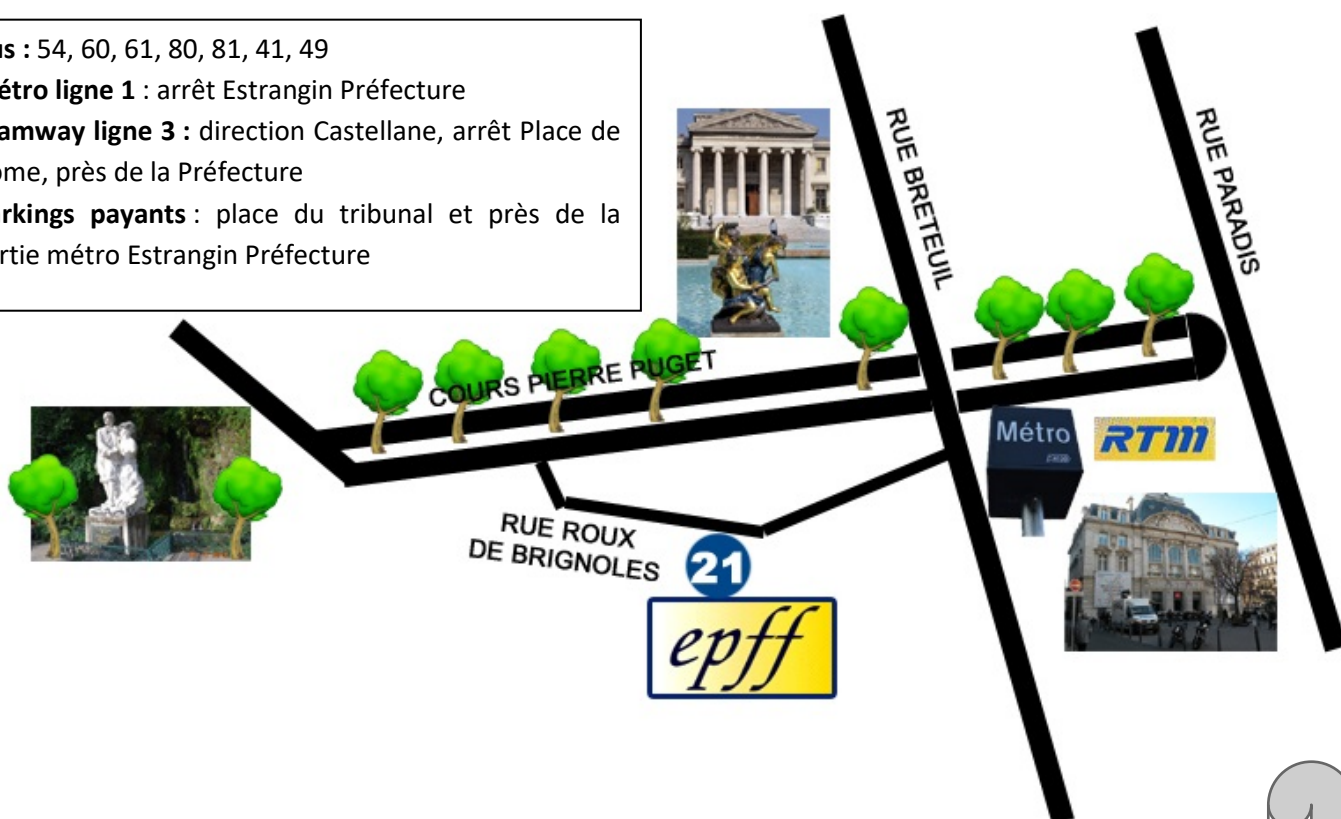 us : 54, 60, 61, 80, 81, 41, 49
étro ligne 1 : arrêt Estrangin Préfecture
amway ligne 3 : direction Castellane, arrêt Place de
ome, près de la Préfecture
arkings payants : place du tribunal et près de la
rtie métro Estrangin Préfecture
RUE BRETEUIL
RUE PARADIS
COURS PIERRE PUGET
Métro
RTM
RUE ROUX
DE BRIGNOLES
21
epff